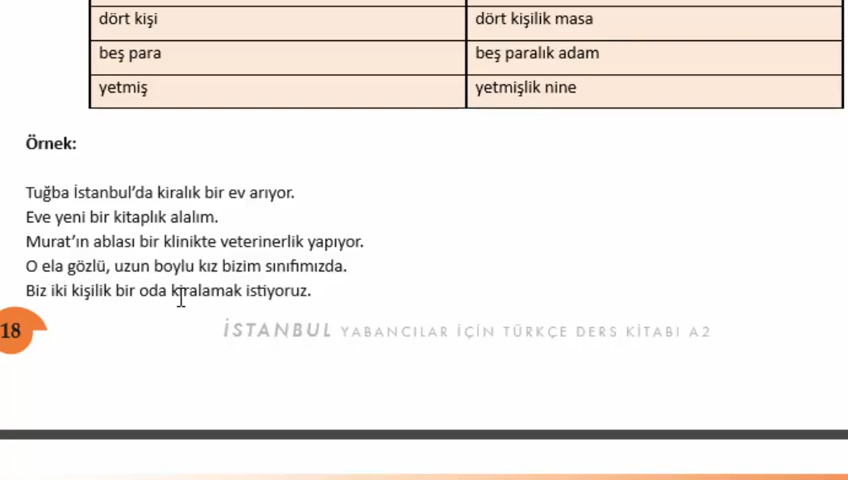 dört kişi dört kişilik masa
beş para beş paralık adam
yetmiş yetmişlik nine
Örnek:
Tuğba İstanbul'da kiralık bir ev arıyor.
Eve yeni bir kitaplık alalım.
Murat'ın ablası bir klinikte veterinerlik yapıyor.
O ela gözlü, uzun boylu kız bizim sınıfımızda.
Biz iki kişilik bir oda kiralamak istiyoruz.
18 İSTANBUL YABANCILAR İÇİN TÜRKÇE DERS KİTABI A2